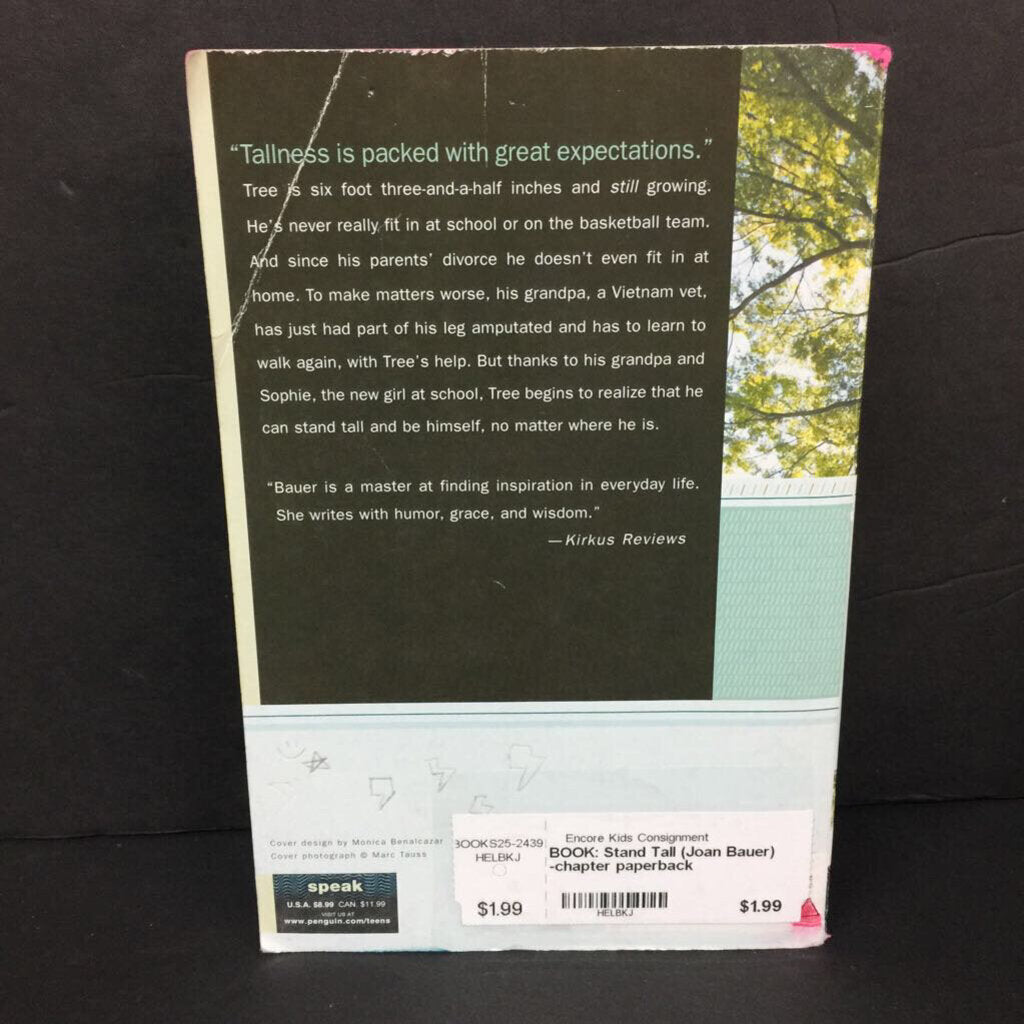 “Tallness is packed with great expectations.”
Tree is six foot three-and-a-half inches and still growing.
He's never really fit in at school or on the basketball team.
And since his parents' divorce he doesn't even fit in at
home. To make matters worse, his grandpa, a Vietnam vet,
has just had part of his leg amputated and has to learn to
walk again, with Tree's help. But thanks to his grandpa and
Sophie, the new girl at school, Tree begins to realize that he
can stand tall and be himself, no matter where he is.
“Bauer is a master at finding inspiration in everyday life.
She writes with humor, grace, and wisdom.”
—Kirkus Reviews
Cover design by Monica Benalcazar
Cover photograph © Marc Tauss
speak
U.S.A. $8.99 CAN. $11.99
VISIT US AT
www.penguin.com/teens
BOOKS25-2439
HELBKJ
$1.99
Encore Kids Consignment
BOOK: Stand Tall (Joan Bauer)
-chapter paperback
HELBKJ
$1.99